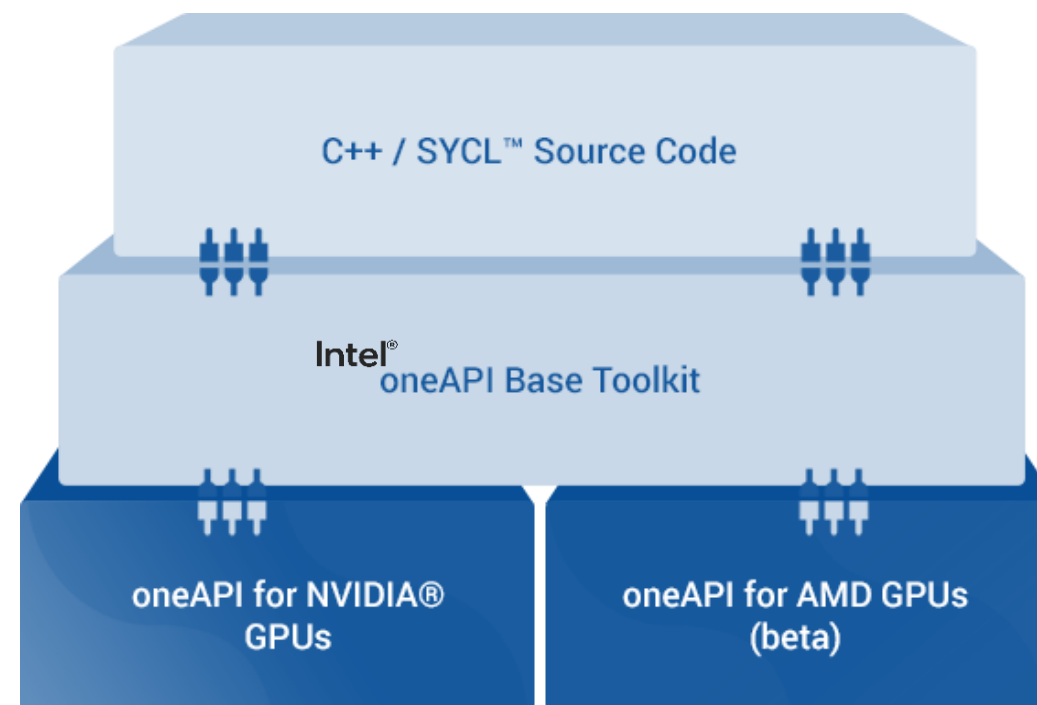 C++ / SYCL™ Source Code
Intel®
oneAPI Base Toolkit
oneAPI for NVIDIA®
GPUs
oneAPI for AMD GPUs
(beta)